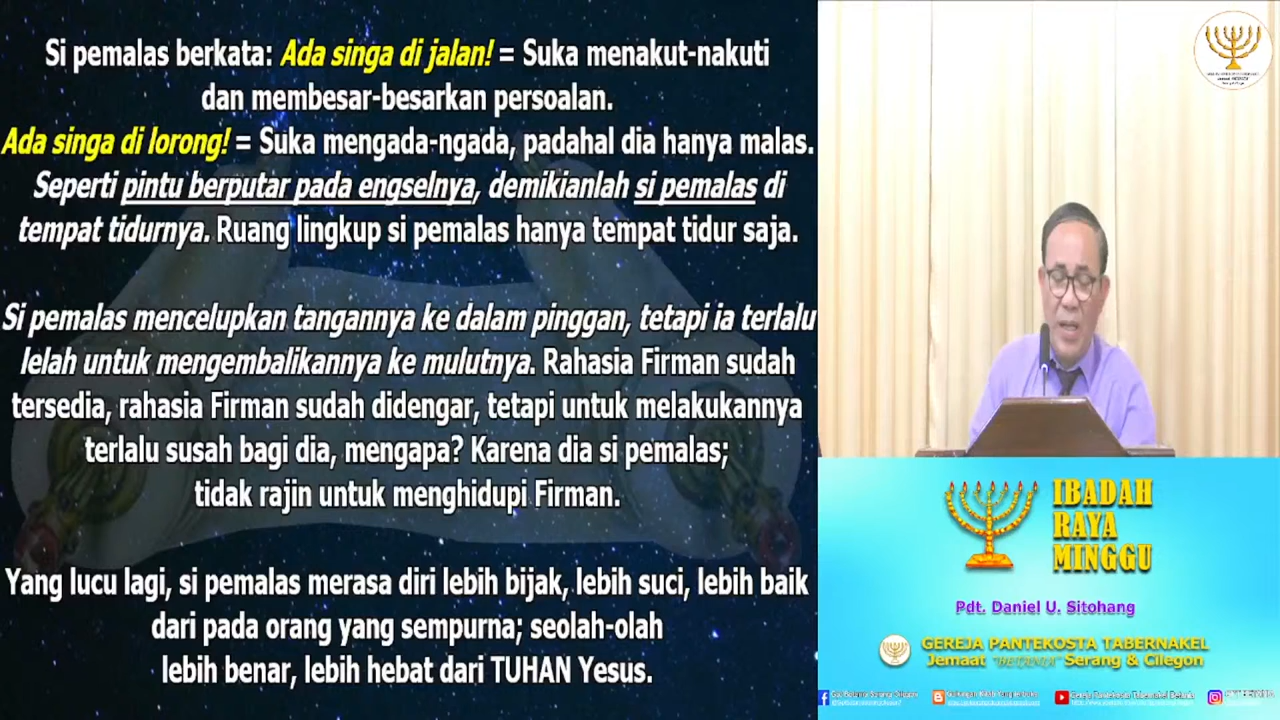 Si pemalas berkata: Ada singa di jalan! = Suka menakut-nakuti
dan membesar-besarkan persoalan.
Ada singa di lorong! = Suka mengada-ngada, padahal dia hanya malas.
Seperti pintu berputar pada engselnya, demikianlah si pemalas di
tempat tidurnya. Ruang lingkup si pemalas hanya tempat tidur saja.
Si pemalas mencelupkan tangannya ke dalam pinggan, tetapi ia terlalu
lelah untuk mengembalikannya ke mulutnya. Rahasia Firman sudah
tersedia, rahasia Firman sudah didengar, tetapi untuk melakukannya
terlalu susah bagi dia, mengapa? Karena dia si pemalas;
tidak rajin untuk menghidupi Firman.
Yang lucu lagi, si pemalas merasa diri lebih bijak, lebih suci, lebih baik
dari pada orang yang sempurna; seolah-olah
lebih benar, lebih hebat dari TUHAN Yesus.
IBADAH
RAYA
MINGGU
Pdt. Daniel U. Sitohang
GEREJA PANTEKOSTA TABERNAKEL
Jemaat "BETANIA" Serang & Cilegon